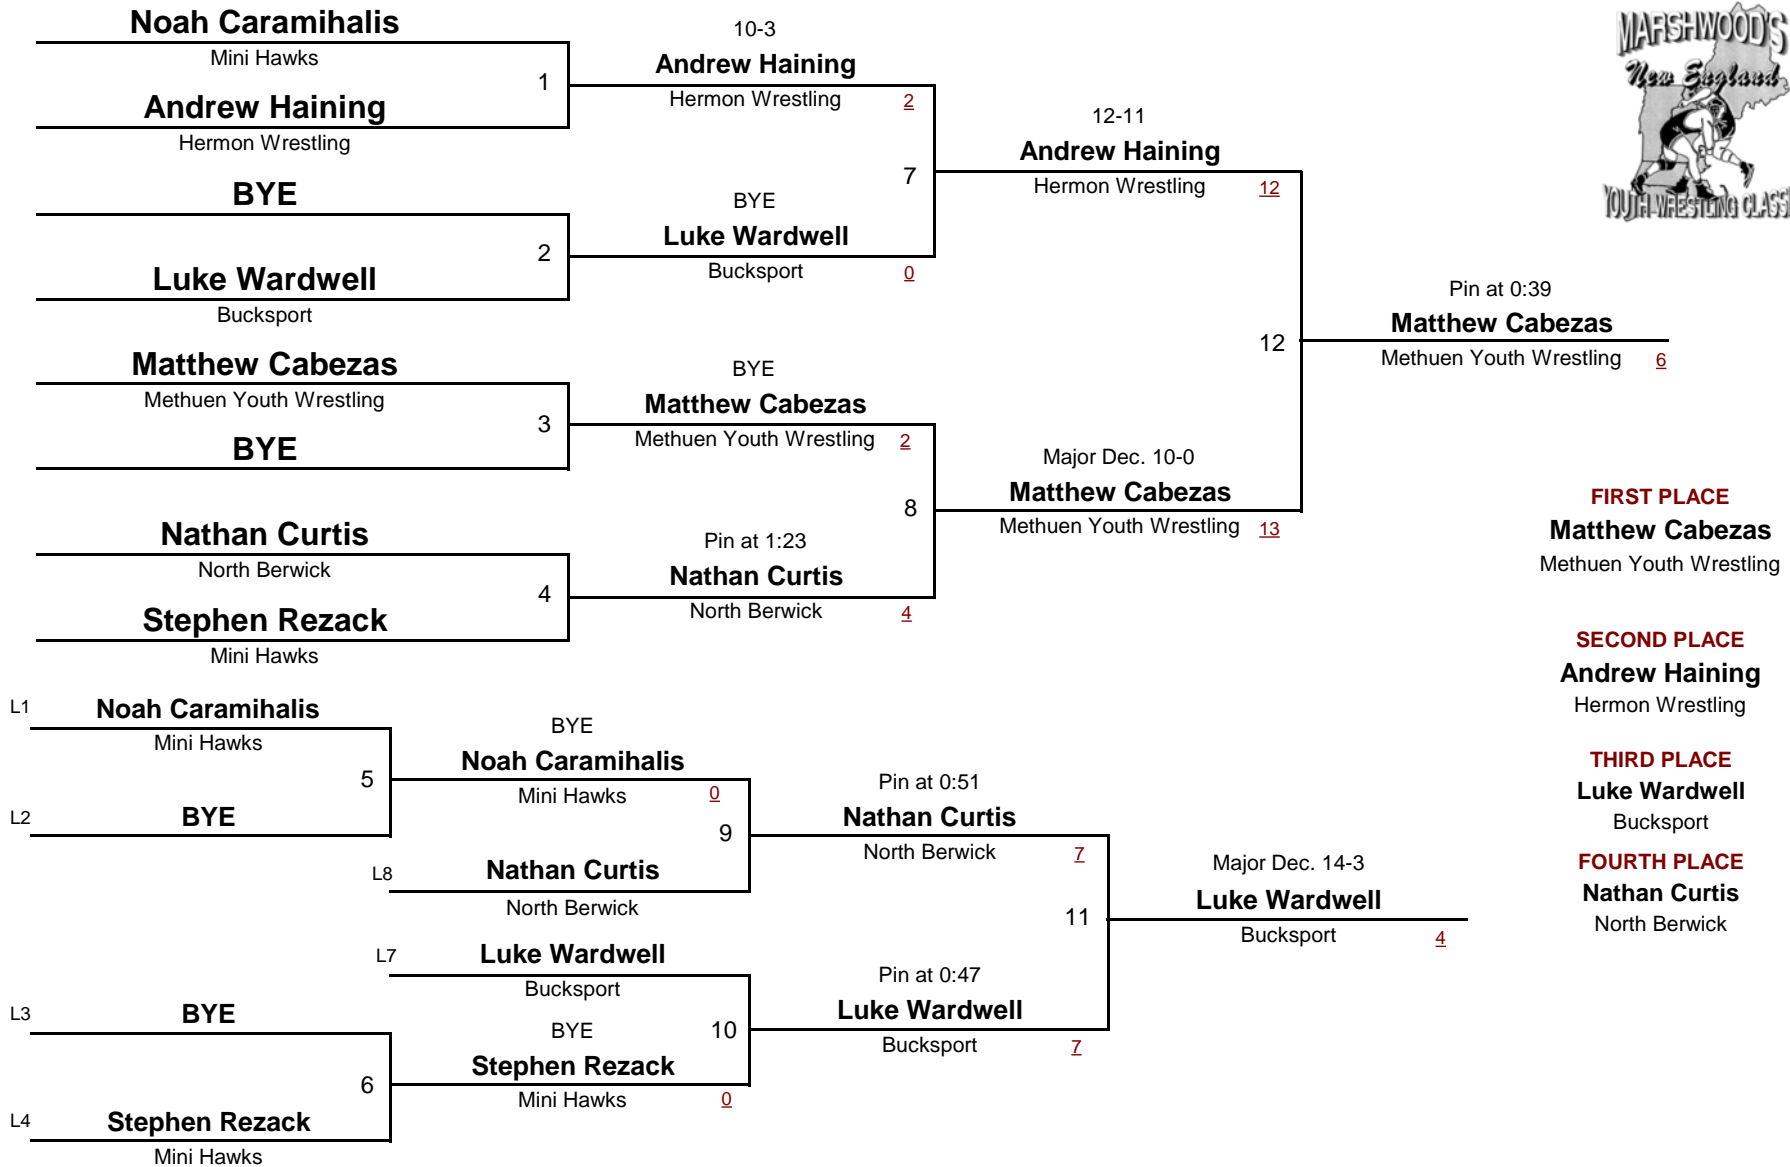 Noah Caramihalis
Mini Hawks
1
Andrew Haining
Hermon Wrestling
BYE
2
Luke Wardwell
Bucksport
Matthew Cabezas
Methuen Youth Wrestling
3
BYE
Nathan Curtis
North Berwick
4
Stephen Rezack
Mini Hawks
10-3
Andrew Haining
Hermon Wrestling 2
7
BYE
Luke Wardwell
Bucksport 0
BYE
Matthew Cabezas
Methuen Youth Wrestling 2
8
Pin at 1:23
Nathan Curtis
North Berwick 4
12-11
Andrew Haining
Hermon Wrestling 12
12
Major Dec. 10-0
Matthew Cabezas
Methuen Youth Wrestling 13
Pin at 0:39
Matthew Cabezas
Methuen Youth Wrestling 6
MARSHWOOD'S
New England
YOUTH WRESTLING CLASSI
FIRST PLACE
Matthew Cabezas
Methuen Youth Wrestling
SECOND PLACE
Andrew Haining
Hermon Wrestling
THIRD PLACE
Luke Wardwell
Bucksport
FOURTH PLACE
Nathan Curtis
North Berwick
L1 Noah Caramihalis
Mini Hawks
5
L2 BYE
L3 BYE
6
L4 Stephen Rezack
Mini Hawks
BYE
Noah Caramihalis
Mini Hawks 0
9
L8 Nathan Curtis
North Berwick
L7 Luke Wardwell
Bucksport
10
BYE
Stephen Rezack
Mini Hawks 0
Pin at 0:51
Nathan Curtis
North Berwick 7
11
Pin at 0:47
Luke Wardwell
Bucksport 7
Major Dec. 14-3
Luke Wardwell
Bucksport 4